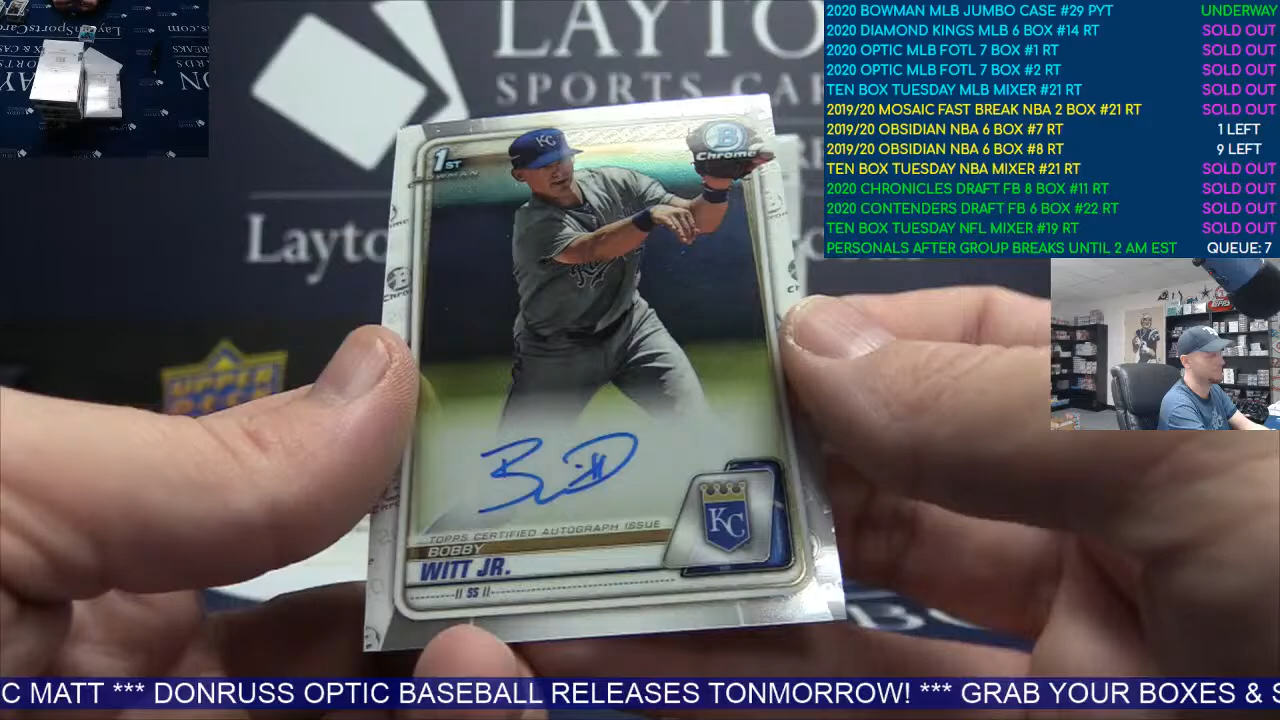 LAYTO
SPORTS CA
Layto
UPPER
KC
1ST
BOWMAN
B
Chrome
TOPPS CERTIFIED AUTOGRAPH ISSUE
BOBBY
WITT JR.
SS
KC
2020 BOWMAN MLB JUMBO CASE #29 PYT UNDERWAY
2020 DIAMOND KINGS MLB 6 BOX #14 RT SOLD OUT
2020 OPTIC MLB FOTL 7 BOX #1 RT SOLD OUT
2020 OPTIC MLB FOTL 7 BOX #2 RT SOLD OUT
TEN BOX TUESDAY MLB MIXER #21 RT SOLD OUT
2019/20 MOSAIC FAST BREAK NBA 2 BOX #21 RT SOLD OUT
2019/20 OBSIDIAN NBA 6 BOX #7 RT 1 LEFT
2019/20 OBSIDIAN NBA 6 BOX #8 RT 9 LEFT
TEN BOX TUESDAY NBA MIXER #21 RT SOLD OUT
2020 CHRONICLES DRAFT FB 8 BOX #11 RT SOLD OUT
2020 CONTENDERS DRAFT FB 6 BOX #22 RT SOLD OUT
TEN BOX TUESDAY NFL MIXER #19 RT SOLD OUT
PERSONALS AFTER GROUP BREAKS UNTIL 2 AM EST QUEUE: 7
C MATT *** DONRUSS OPTIC BASEBALL RELEASES TONMORROW! *** GRAB YOUR BOXES & S